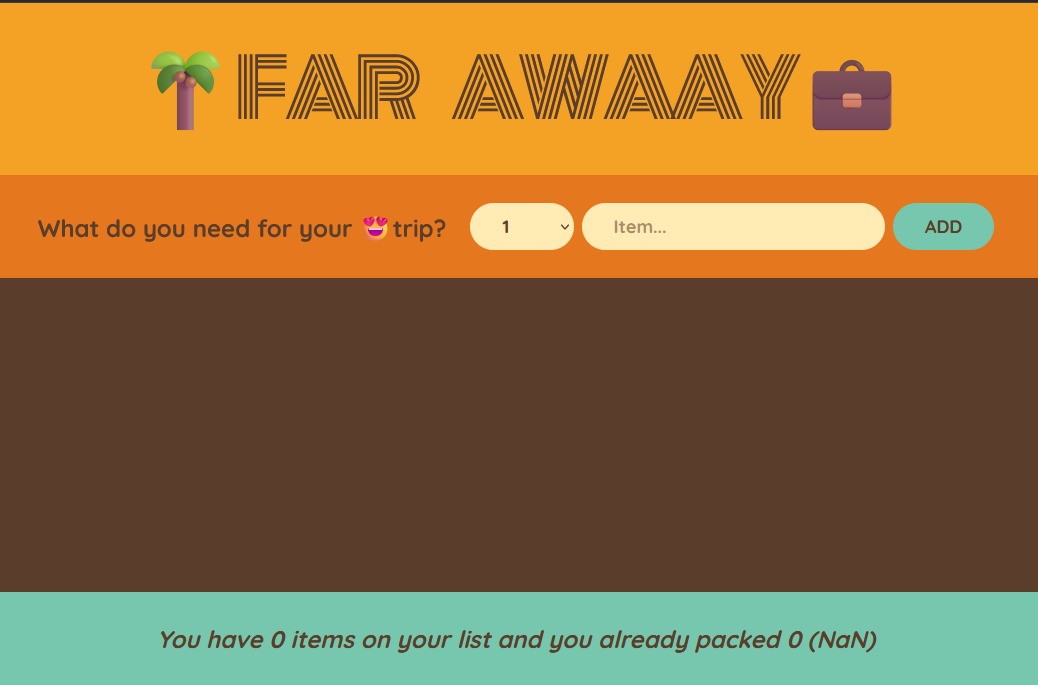 FAR AWAAY
What do you need for your 😍 trip? 1 Item... ADD
You have 0 items on your list and you already packed 0 (NaN)